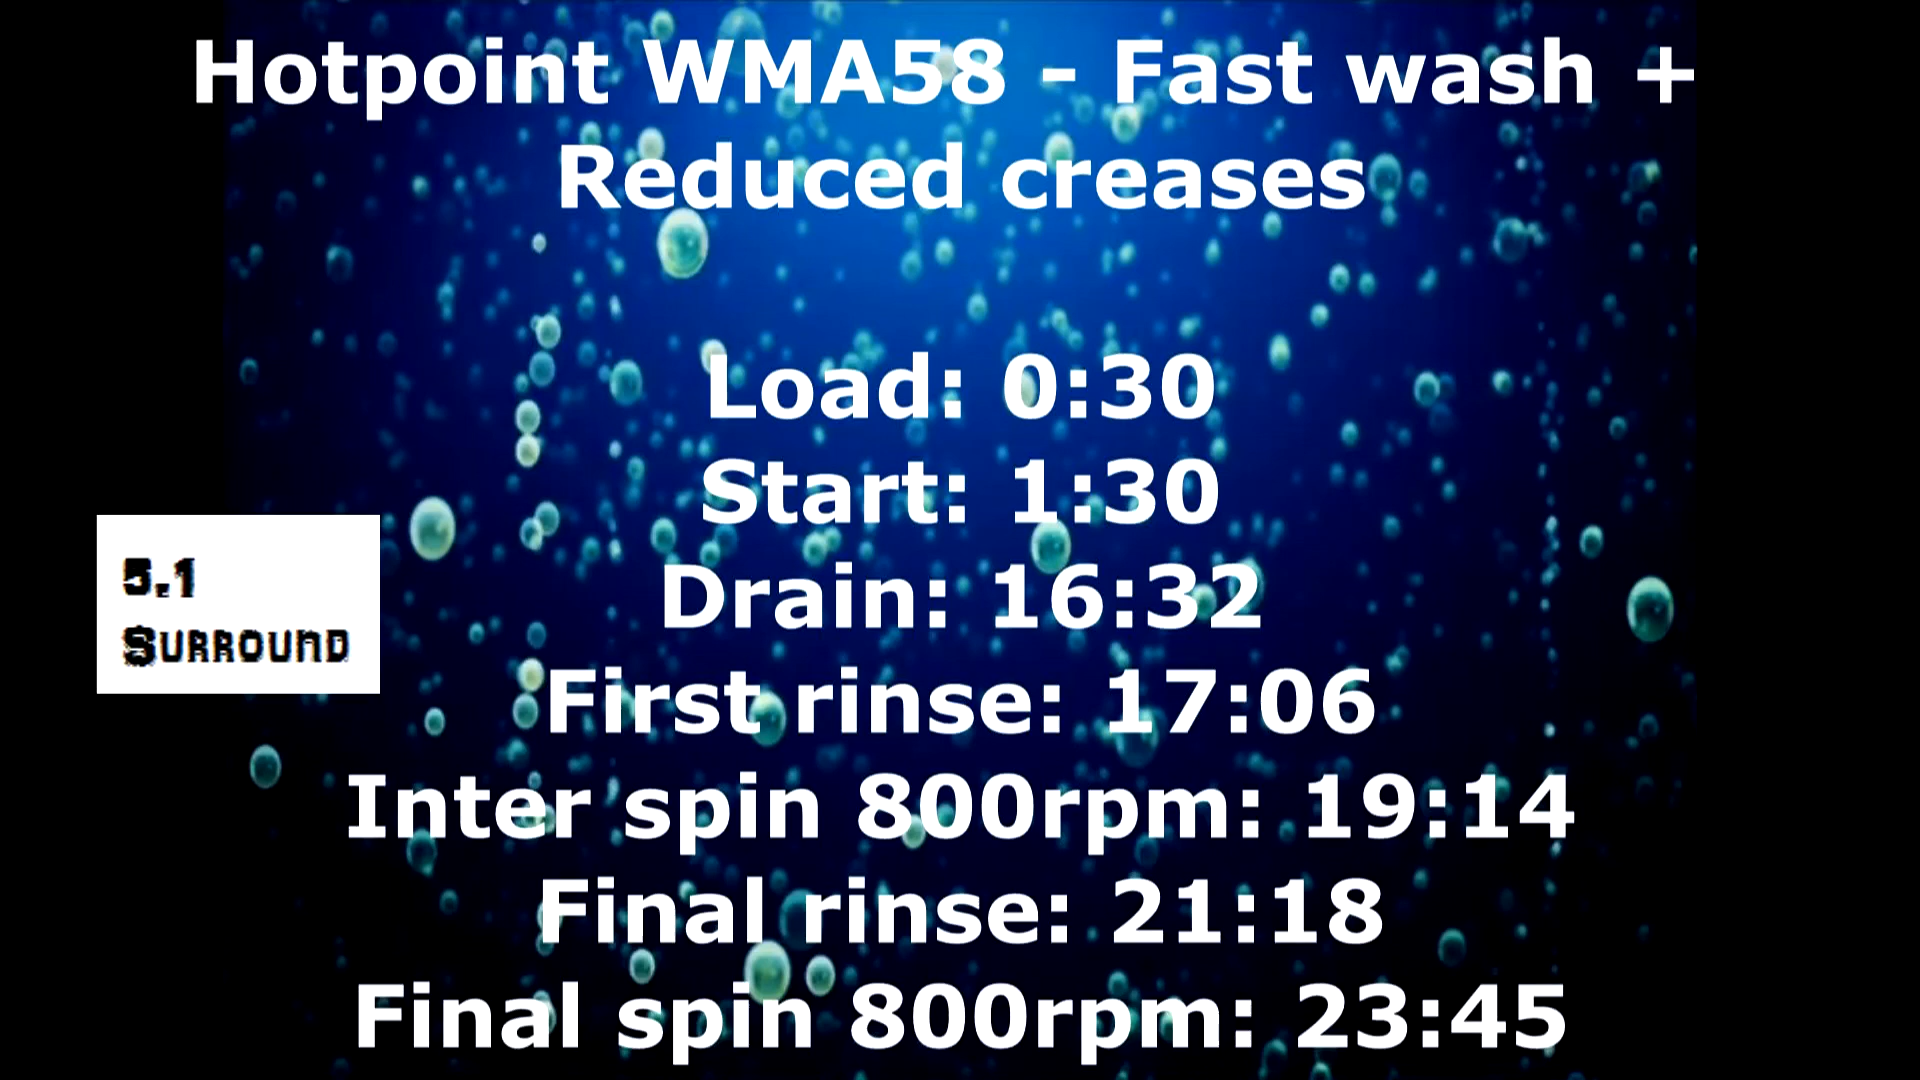 Hotpoint WMA58 - Fast wash +
Reduced creases
Load: 0:30
Start: 1:30
Drain: 16:32
5.1
Surround
First rinse: 17:06
Inter spin 800rpm: 19:14
Final rinse: 21:18
Final spin 800rpm: 23:45